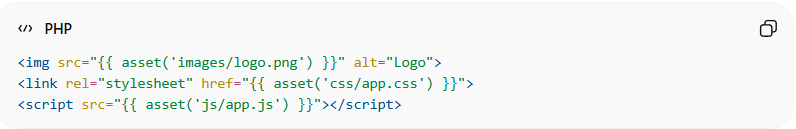 PHP
<img src="{{ asset('images/logo.png') }}" alt="Logo">
<link rel="stylesheet" href="{{ asset('css/app.css') }}">
<script src="{{ asset('js/app.js') }}"></script>